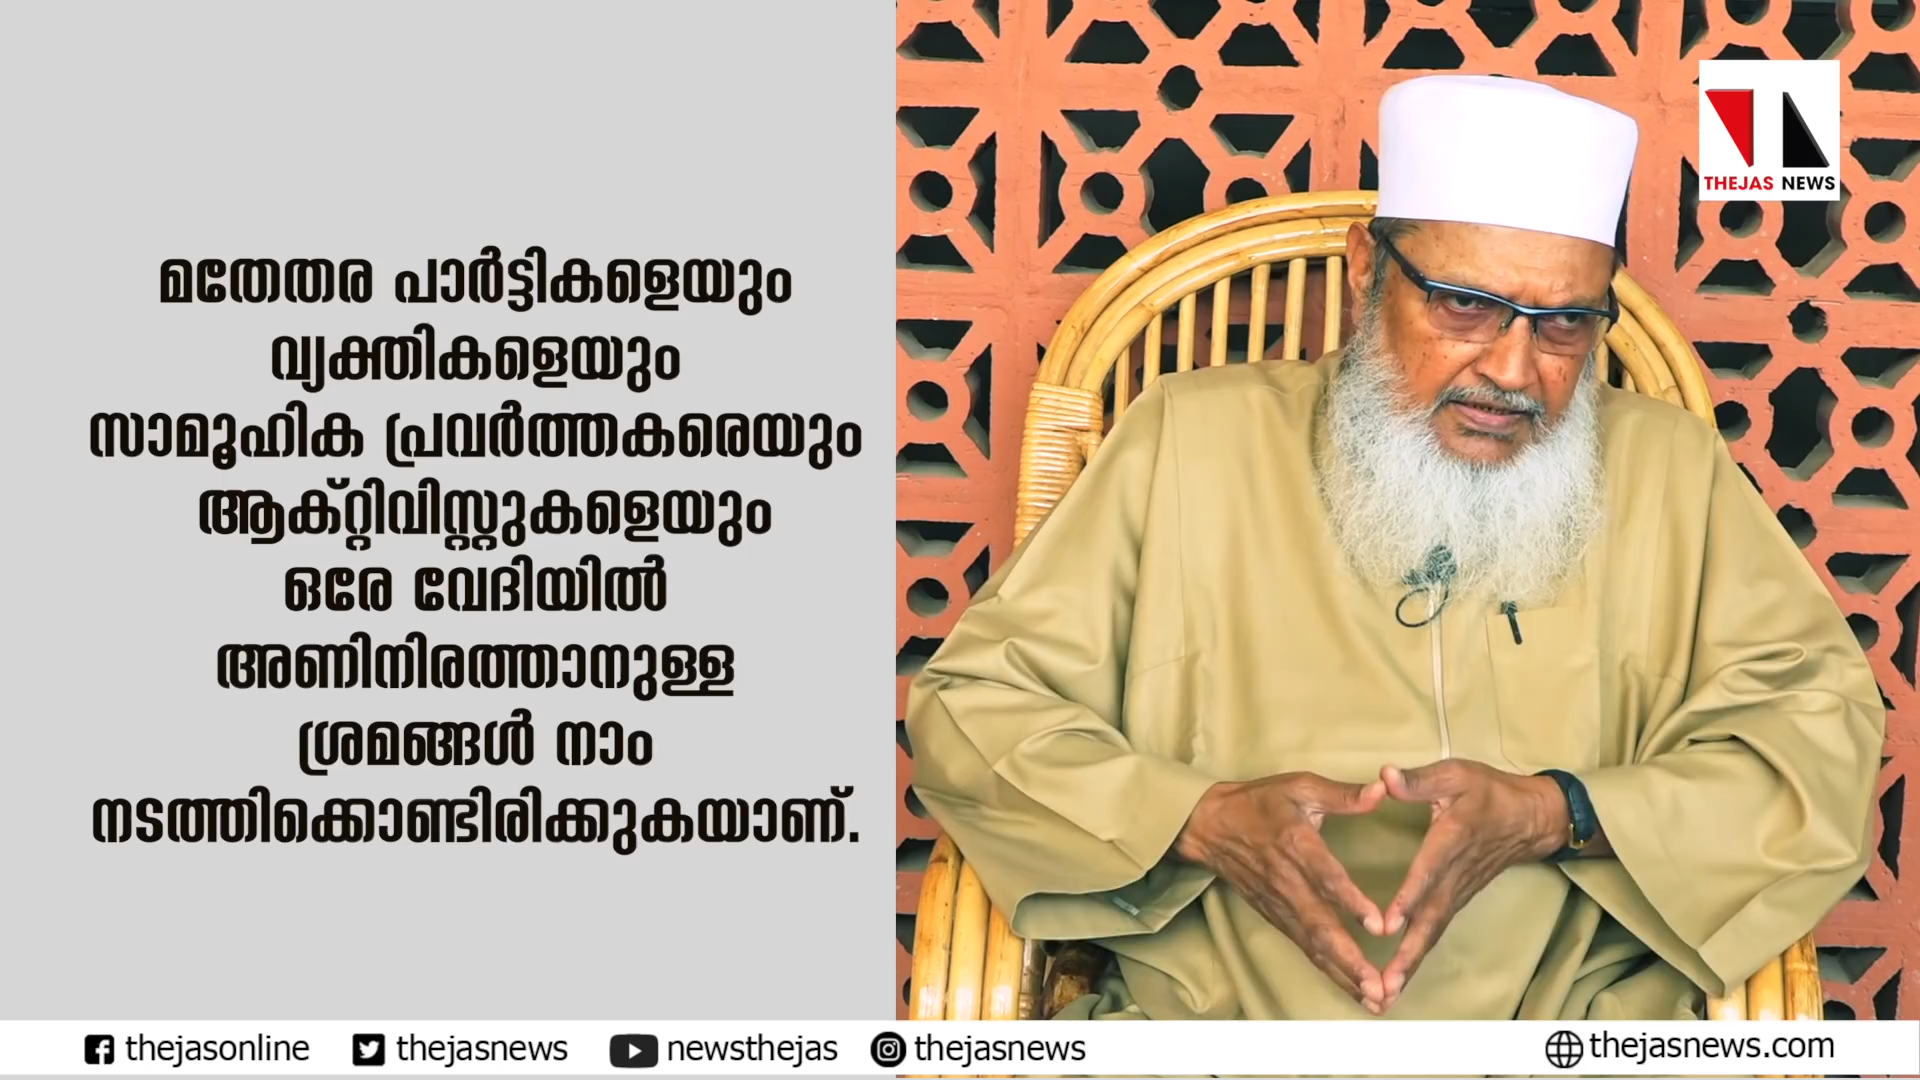 മതേതര പാർട്ടികളെയും
വ്യക്തികളെയും
സാമൂഹിക പ്രവർത്തകരെയും
ആക്റ്റിവിസ്റ്റുകളെയും
ഒരേ വേദിയിൽ
അണിനിരത്താനുള്ള
ശ്രമങ്ങൾ നാം
നടത്തിക്കൊണ്ടിരിക്കുകയാണ്.
THEJAS NEWS
thejasonline thejasnews newsthejas thejasnews thejasnews.com